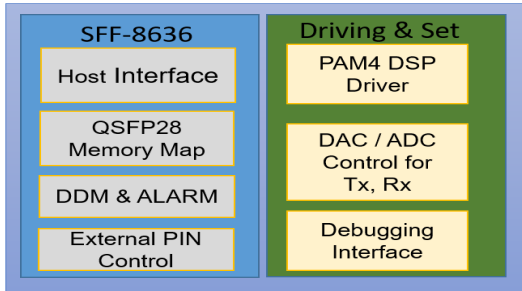 SFF-8636
Host Interface
QSFP28
Memory Map
DDM & ALARM
External PIN
Control
Driving & Set
PAM4 DSP
Driver
DAC / ADC
Control for
Tx, Rx
Debugging
Interface